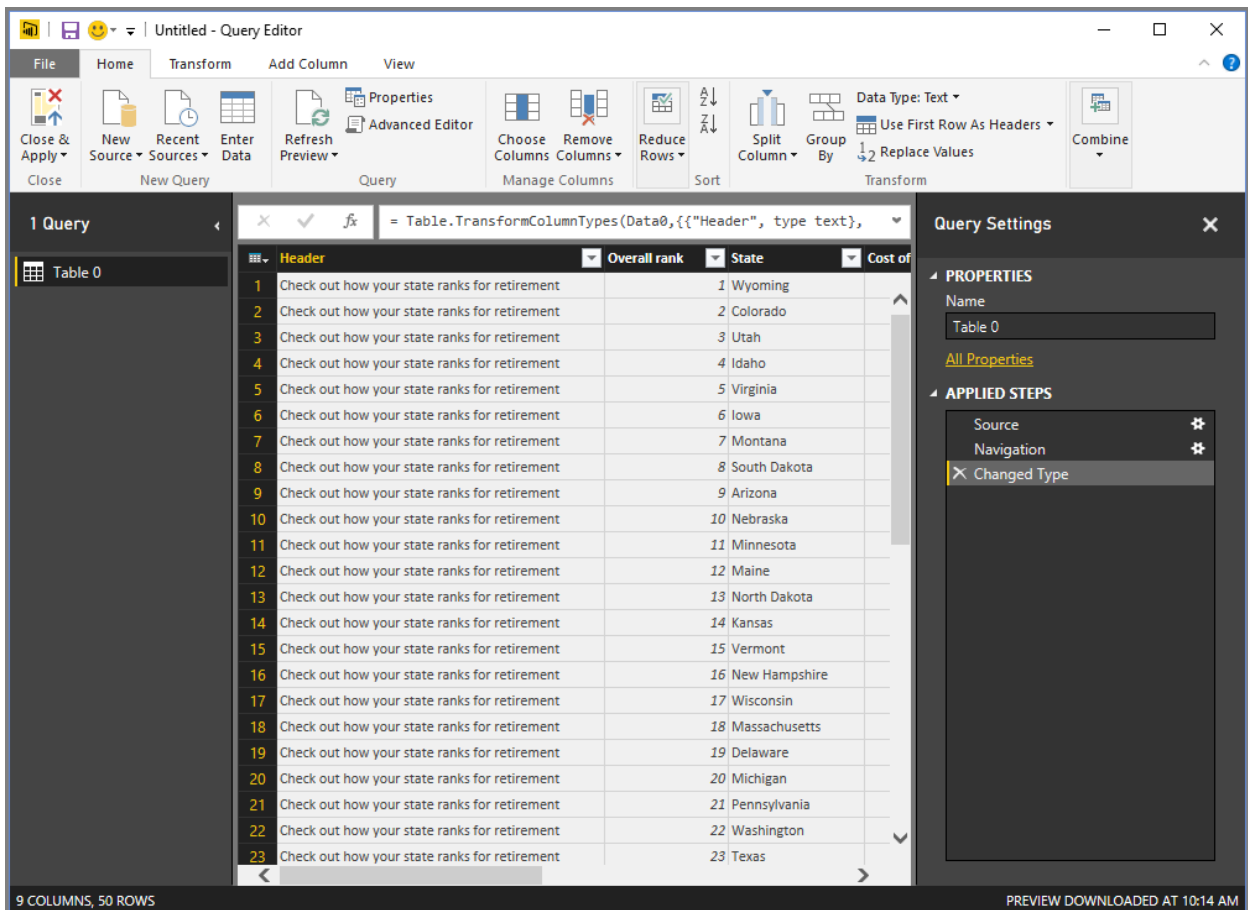 Untitled - Query Editor
File Home Transform Add Column View
Close & Apply
New Source
Recent Sources
Enter Data
Refresh Preview
Properties
Advanced Editor
Choose Columns
Remove Columns
Reduce Rows
Split Column
Group By
Data Type: Text
Use First Row As Headers
Replace Values
Combine
Close New Query Query Manage Columns Sort Transform
1 Query
Table 0
fx = Table.TransformColumnTypes(Data0,{{"Header", type text},
Header Overall rank State Cost of
1 Check out how your state ranks for retirement 1 Wyoming
2 Check out how your state ranks for retirement 2 Colorado
3 Check out how your state ranks for retirement 3 Utah
4 Check out how your state ranks for retirement 4 Idaho
5 Check out how your state ranks for retirement 5 Virginia
6 Check out how your state ranks for retirement 6 Iowa
7 Check out how your state ranks for retirement 7 Montana
8 Check out how your state ranks for retirement 8 South Dakota
9 Check out how your state ranks for retirement 9 Arizona
10 Check out how your state ranks for retirement 10 Nebraska
11 Check out how your state ranks for retirement 11 Minnesota
12 Check out how your state ranks for retirement 12 Maine
13 Check out how your state ranks for retirement 13 North Dakota
14 Check out how your state ranks for retirement 14 Kansas
15 Check out how your state ranks for retirement 15 Vermont
16 Check out how your state ranks for retirement 16 New Hampshire
17 Check out how your state ranks for retirement 17 Wisconsin
18 Check out how your state ranks for retirement 18 Massachusetts
19 Check out how your state ranks for retirement 19 Delaware
20 Check out how your state ranks for retirement 20 Michigan
21 Check out how your state ranks for retirement 21 Pennsylvania
22 Check out how your state ranks for retirement 22 Washington
23 Check out how your state ranks for retirement 23 Texas
Query Settings
PROPERTIES
Name
Table 0
All Properties
APPLIED STEPS
Source
Navigation
Changed Type
9 COLUMNS, 50 ROWS
PREVIEW DOWNLOADED AT 10:14 AM